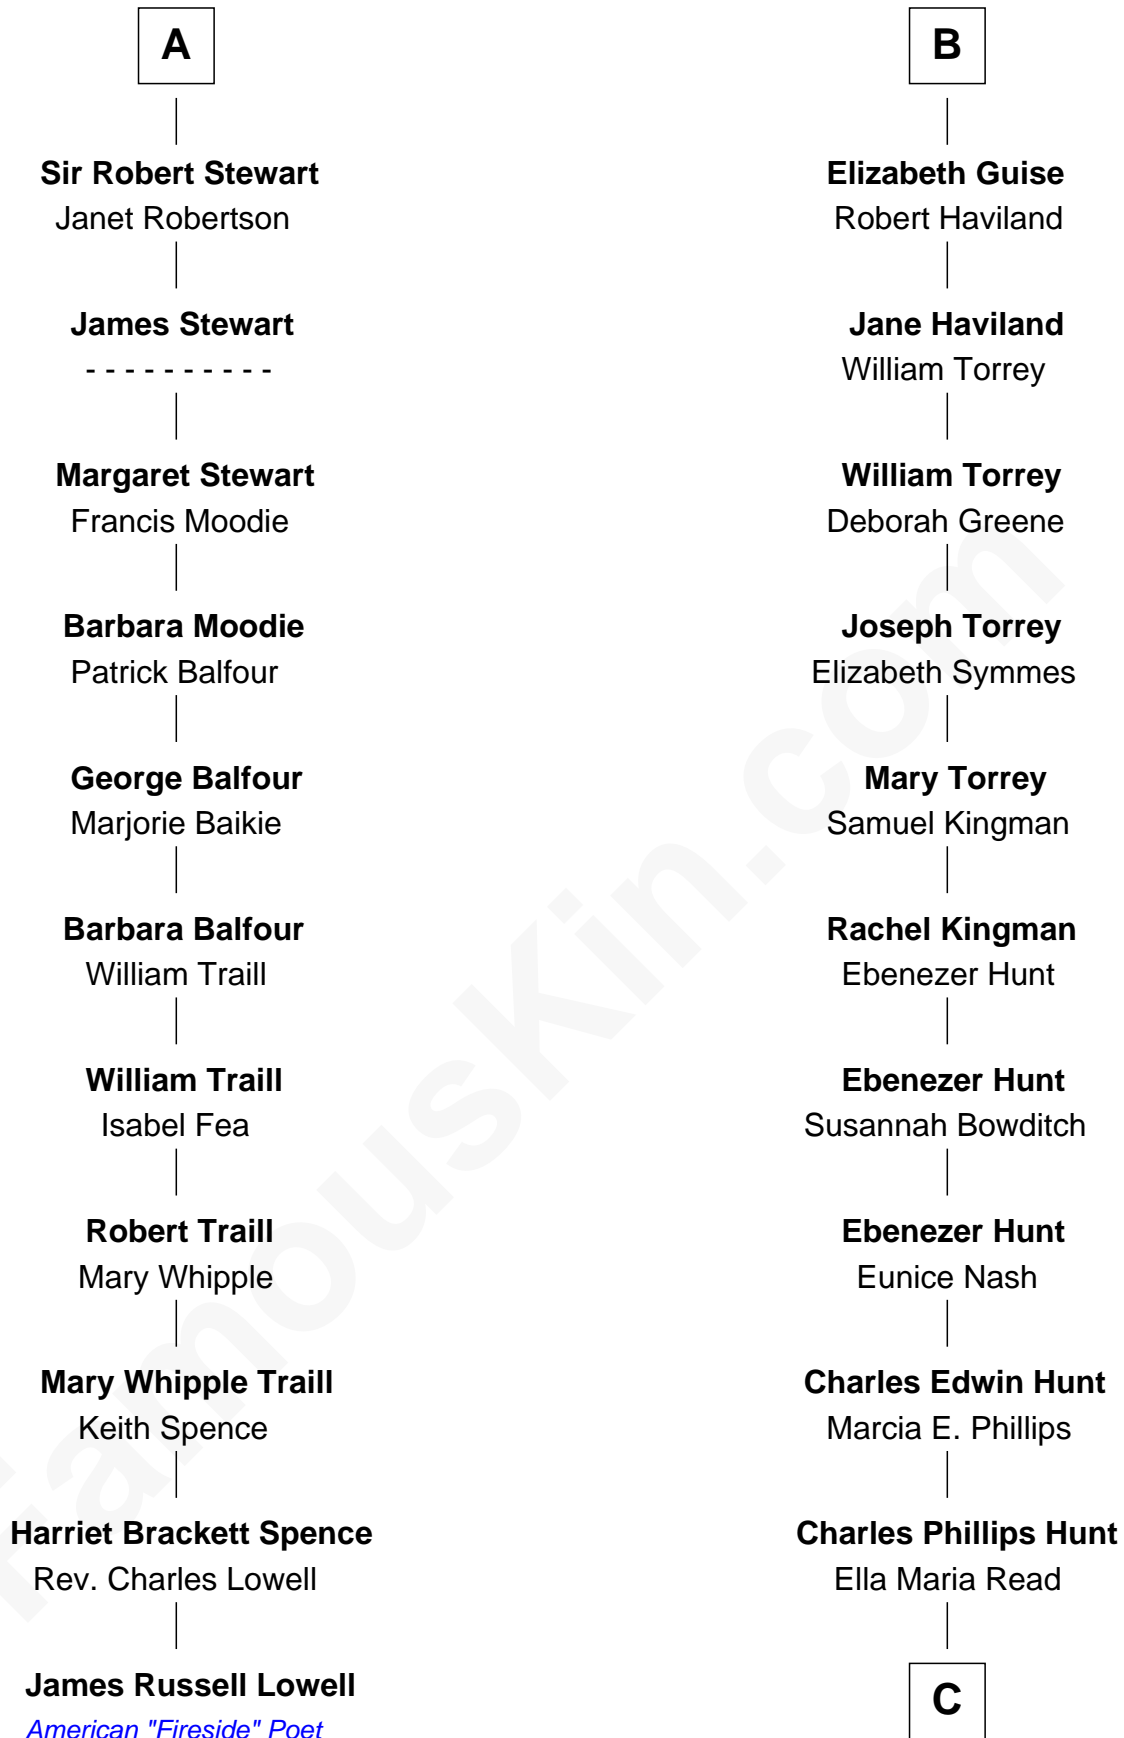 A
Sir Robert Stewart
Janet Robertson
James Stewart
- - - - - - - - - -
Margaret Stewart
Francis Moodie
Barbara Moodie
Patrick Balfour
George Balfour
Marjorie Baikie
Barbara Balfour
William Traill
William Traill
Isabel Fea
Robert Traill
Mary Whipple
Mary Whipple Traill
Keith Spence
Harriet Brackett Spence
Rev. Charles Lowell
James Russell Lowell
American "Fireside" Poet
B
Elizabeth Guise
Robert Haviland
Jane Haviland
William Torrey
William Torrey
Deborah Greene
Joseph Torrey
Elizabeth Symmes
Mary Torrey
Samuel Kingman
Rachel Kingman
Ebenezer Hunt
Ebenezer Hunt
Susannah Bowditch
Ebenezer Hunt
Eunice Nash
Charles Edwin Hunt
Marcia E. Phillips
Charles Phillips Hunt
Ella Maria Read
C
famouskin.com